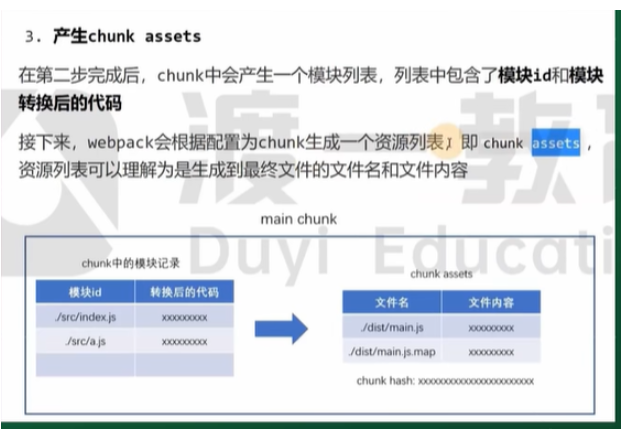 3. 产生chunk assets
在第二步完成后，chunk中会产生一个模块列表，列表中包含了模块id和模块
转换后的代码
接下来，webpack会根据配置为chunk生成一个资源列表，即 chunk assets ，
资源列表可以理解为是生成到最终文件的文件名和文件内容
渡 教
Duyi Educati
main chunk
chunk中的模块记录
模块id 转换后的代码
./src/index.js xxxxxxxxx
./src/a.js xxxxxxxxx
chunk assets
文件名 文件内容
./dist/main.js xxxxxxxxx
./dist/main.js.map xxxxxxxxx
chunk hash: xxxxxxxxxxxxxxxxxxxxxxx